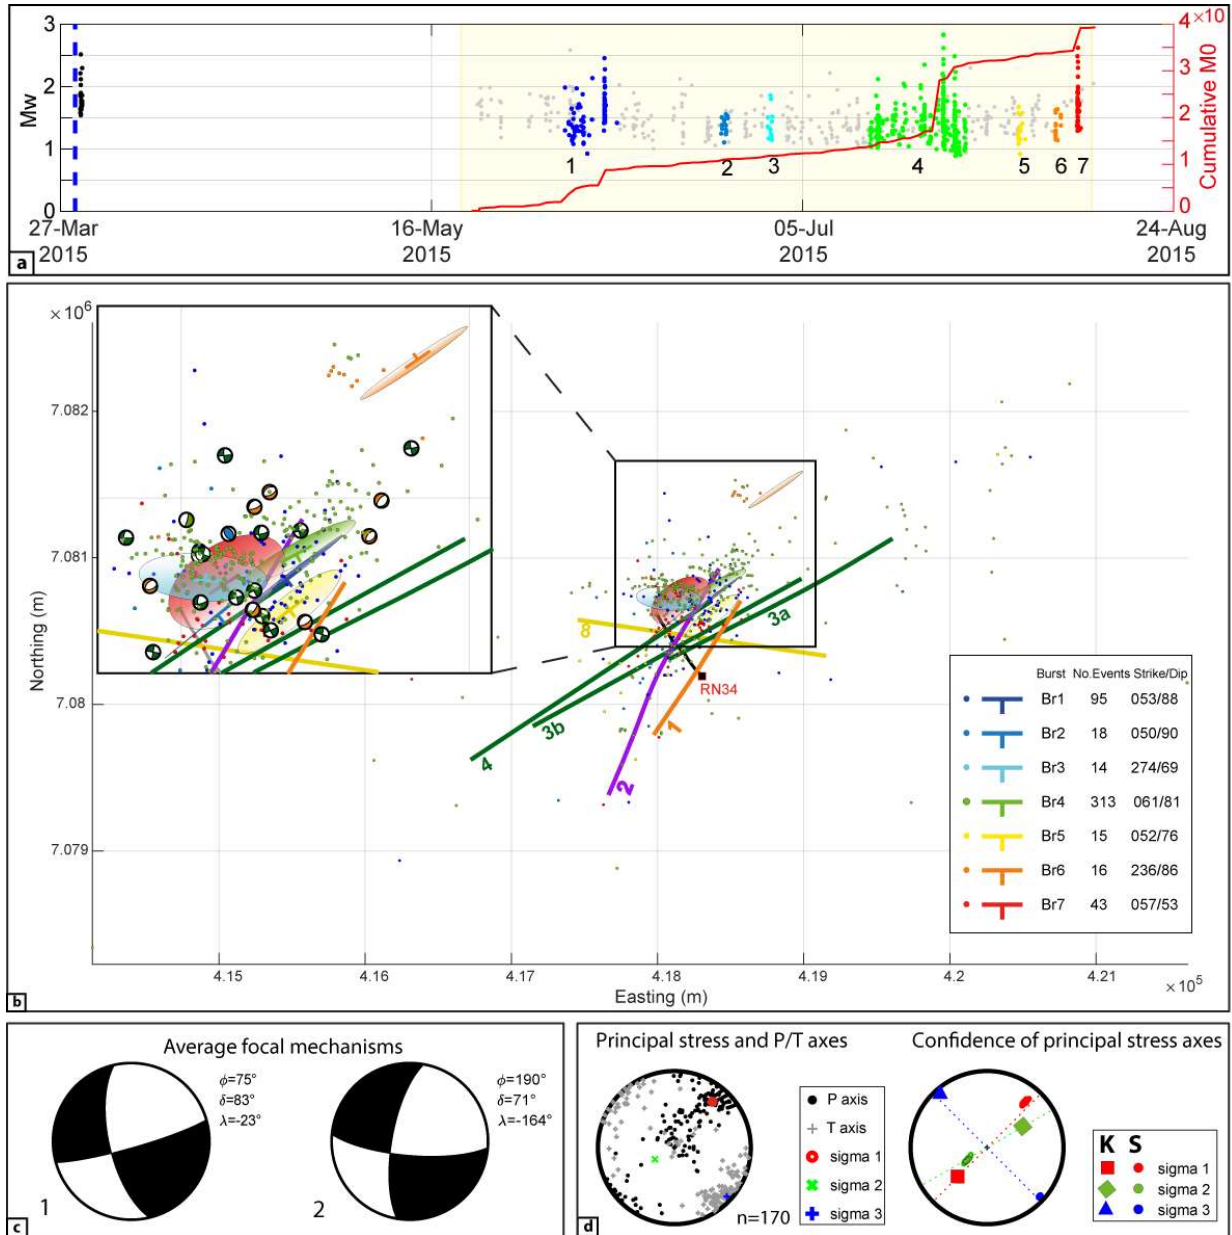 3
2
1
0
Mw
1 2 3 4 5 6 7
4 ×10
3
2
1
0
Cumulative M0
27-Mar 16-May 05-Jul 24-Aug
2015 2015 2015 2015
a
× 10⁶
7.082
7.081
7.08
7.079
Northing (m)
8
3a
3b
4
2
1
RN34
Burst No.Events Strike/Dip
Br1 95 053/88
Br2 18 050/90
Br3 14 274/69
Br4 313 061/81
Br5 15 052/76
Br6 16 236/86
Br7 43 057/53
4.15 4.16 4.17 4.18 4.19 4.2 4.21
Easting (m)
× 10⁵
b
Average focal mechanisms
ϕ=75°
δ=83°
λ=-23°
1
ϕ=190°
δ=71°
λ=-164°
2
c
Principal stress and P/T axes
P axis
T axis
sigma 1
sigma 2
sigma 3
n=170
Confidence of principal stress axes
K S
sigma 1
sigma 2
sigma 3
d